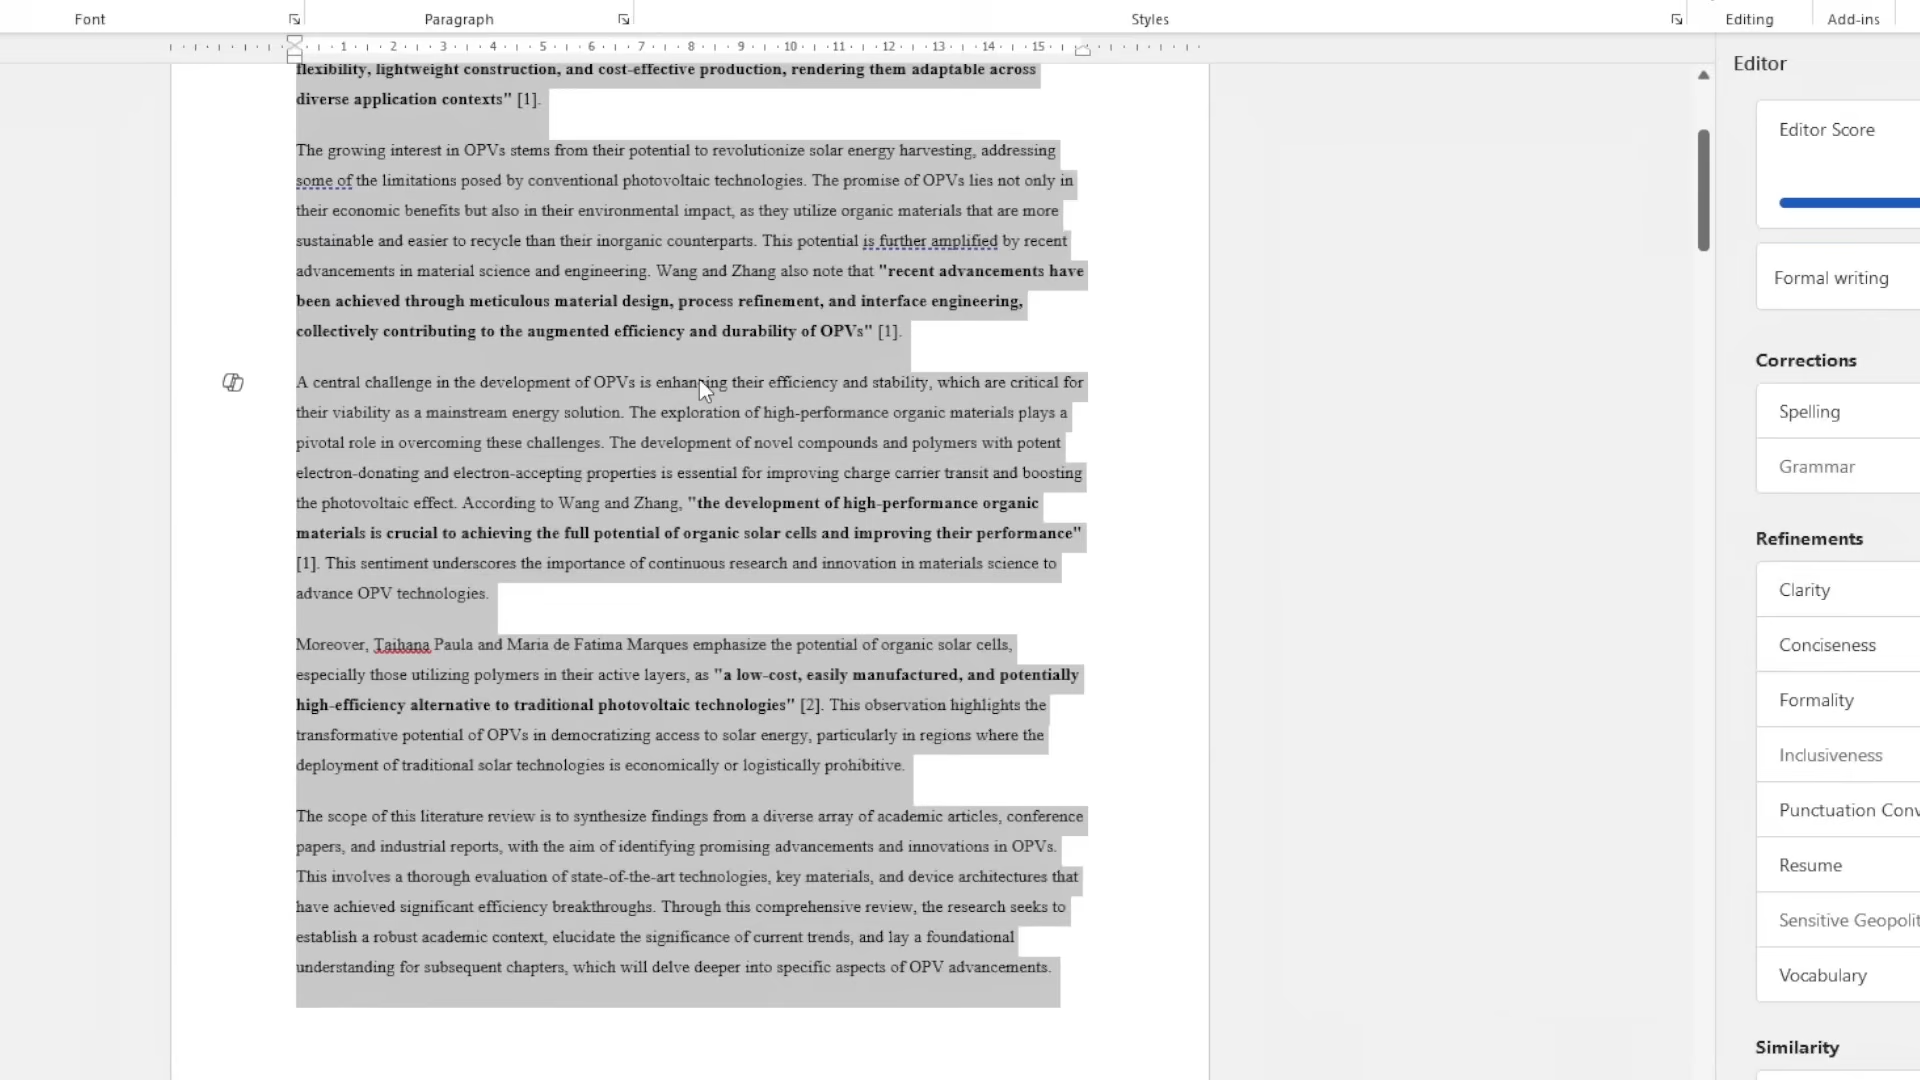 Font
Paragraph
Styles
Editing
Add-ins
1 2 3 4 5 6 7 8 9 10 11 12 13 14 15
flexibility, lightweight construction, and cost-effective production, rendering them adaptable across
diverse application contexts" [1].
The growing interest in OPVs stems from their potential to revolutionize solar energy harvesting, addressing
some of the limitations posed by conventional photovoltaic technologies. The promise of OPVs lies not only in
their economic benefits but also in their environmental impact, as they utilize organic materials that are more
sustainable and easier to recycle than their inorganic counterparts. This potential is further amplified by recent
advancements in material science and engineering. Wang and Zhang also note that "recent advancements have
been achieved through meticulous material design, process refinement, and interface engineering,
collectively contributing to the augmented efficiency and durability of OPVs" [1].
A central challenge in the development of OPVs is enhancing their efficiency and stability, which are critical for
their viability as a mainstream energy solution. The exploration of high-performance organic materials plays a
pivotal role in overcoming these challenges. The development of novel compounds and polymers with potent
electron-donating and electron-accepting properties is essential for improving charge carrier transit and boosting
the photovoltaic effect. According to Wang and Zhang, "the development of high-performance organic
materials is crucial to achieving the full potential of organic solar cells and improving their performance"
[1]. This sentiment underscores the importance of continuous research and innovation in materials science to
advance OPV technologies.
Moreover, Taihana Paula and Maria de Fatima Marques emphasize the potential of organic solar cells,
especially those utilizing polymers in their active layers, as "a low-cost, easily manufactured, and potentially
high-efficiency alternative to traditional photovoltaic technologies" [2]. This observation highlights the
transformative potential of OPVs in democratizing access to solar energy, particularly in regions where the
deployment of traditional solar technologies is economically or logistically prohibitive.
The scope of this literature review is to synthesize findings from a diverse array of academic articles, conference
papers, and industrial reports, with the aim of identifying promising advancements and innovations in OPVs.
This involves a thorough evaluation of state-of-the-art technologies, key materials, and device architectures that
have achieved significant efficiency breakthroughs. Through this comprehensive review, the research seeks to
establish a robust academic context, elucidate the significance of current trends, and lay a foundational
understanding for subsequent chapters, which will delve deeper into specific aspects of OPV advancements.
Editor
Editor Score
Formal writing
Corrections
Spelling
Grammar
Refinements
Clarity
Conciseness
Formality
Inclusiveness
Punctuation Conv
Resume
Sensitive Geopolit
Vocabulary
Similarity